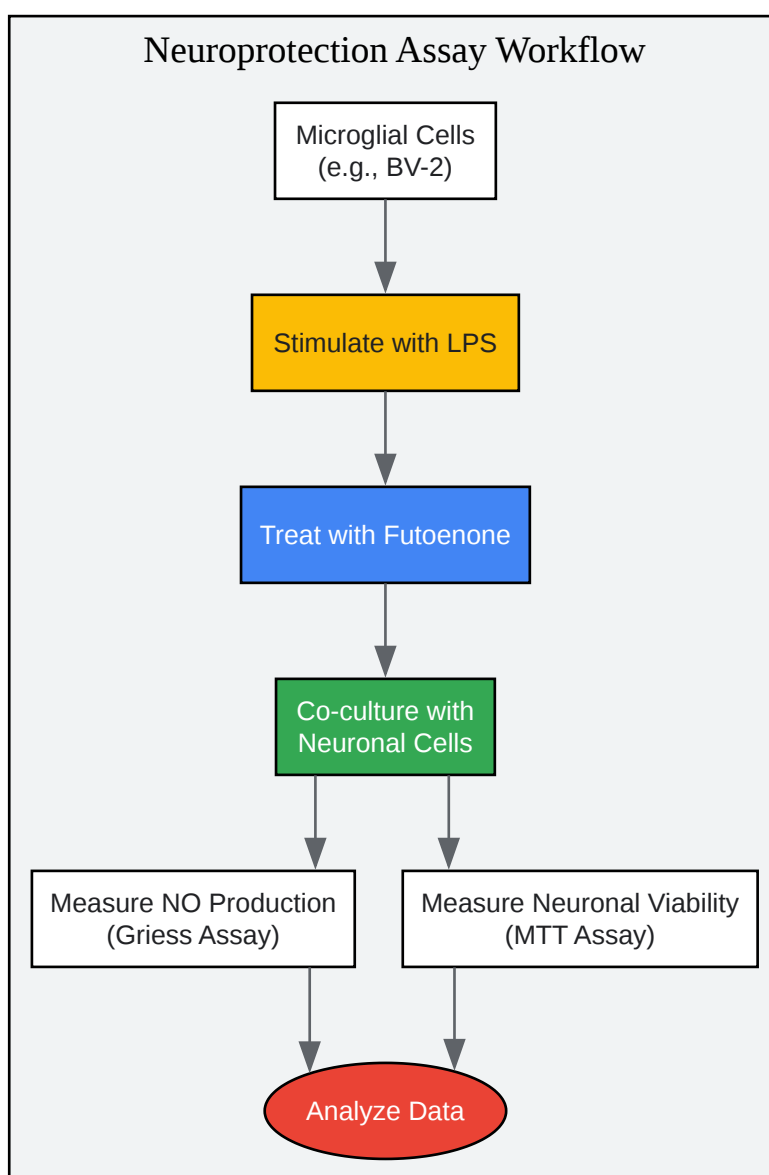 Neuroprotection Assay Workflow
Microglial Cells
(e.g., BV-2)
Stimulate with LPS
Treat with Futoenone
Co-culture with
Neuronal Cells
Measure NO Production
(Griess Assay)
Measure Neuronal Viability
(MTT Assay)
Analyze Data